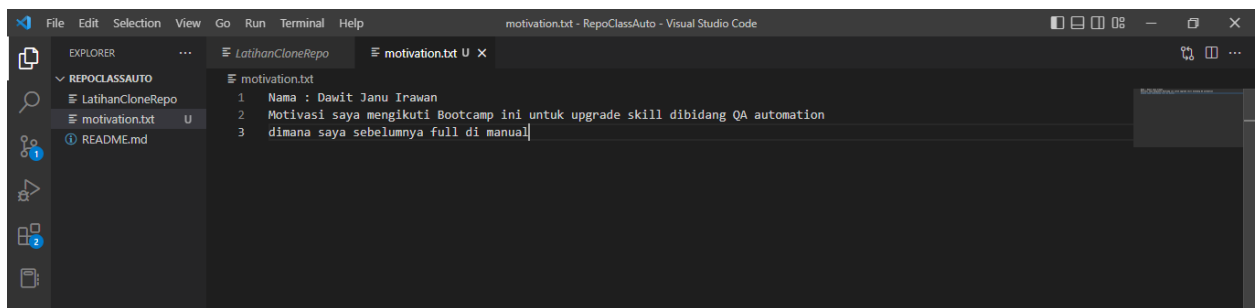 File Edit Selection View Go Run Terminal Help motivation.txt - RepoClassAuto - Visual Studio Code
EXPLORER ...
LatihanCloneRepo motivation.txt U
REPOCLASSAUTO
LatihanCloneRepo
motivation.txt U
README.md
motivation.txt
1 Nama : Dawit Janu Irawan
2 Motivasi saya mengikuti Bootcamp ini untuk upgrade skill dibidang QA automation
3 dimana saya sebelumnya full di manual
1
2